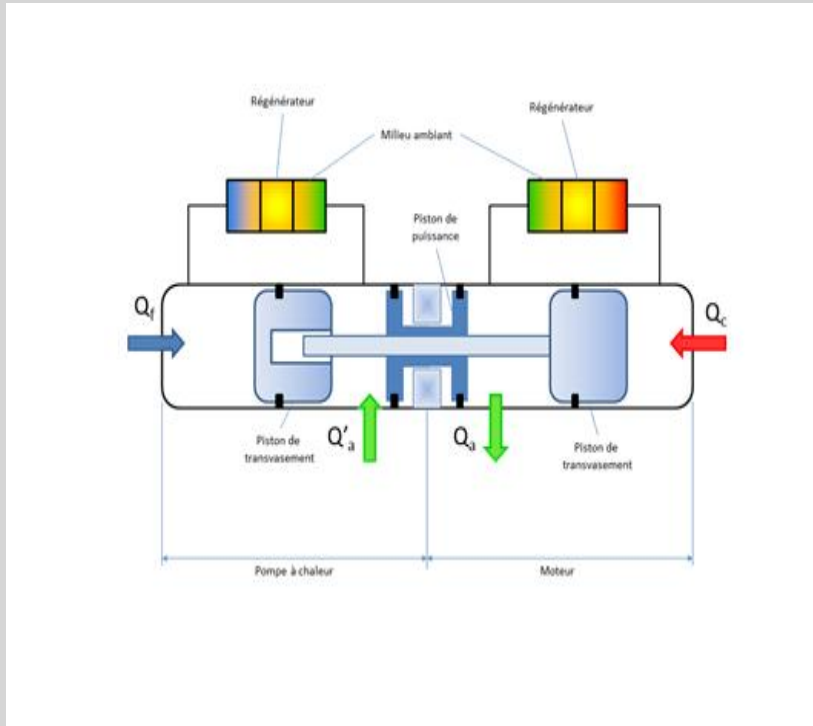 Régénérateur
Régénérateur
Milieu ambiant
Piston de
puissance
Qf
Qc
Q'a
Qa
Piston de
transvasement
Piston de
transvasement
Pompe à chaleur
Moteur